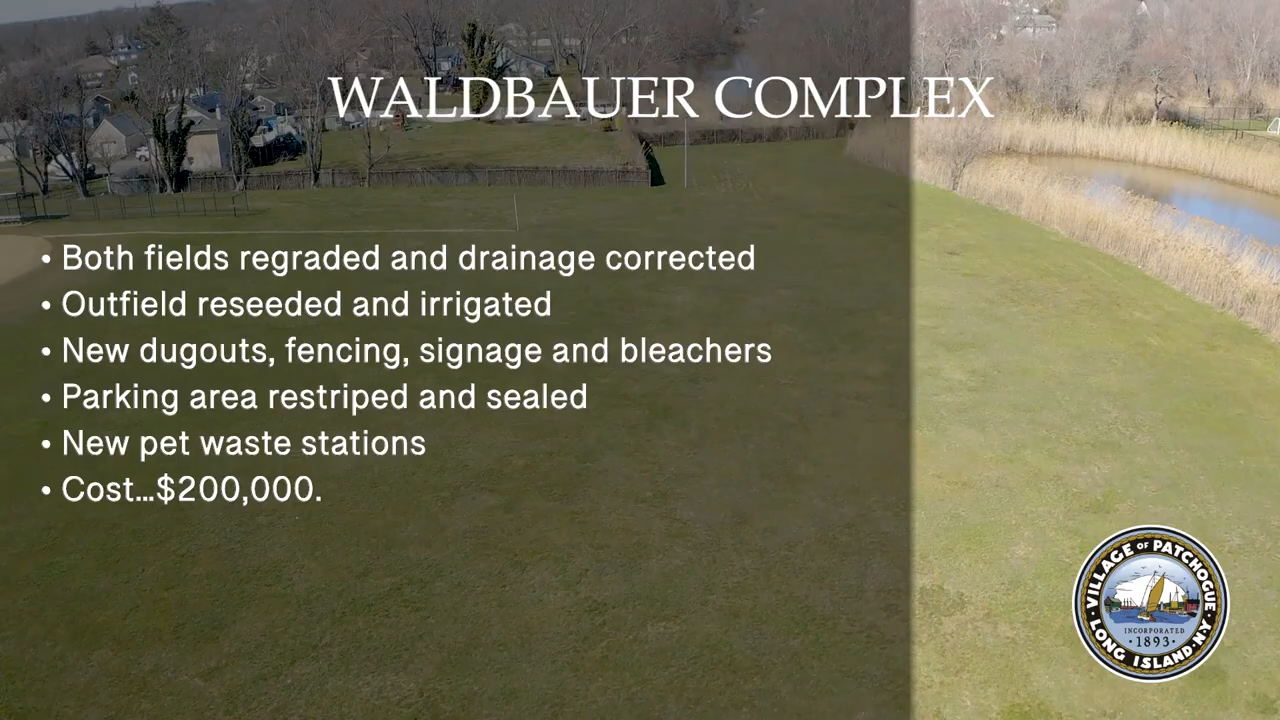 WALDBAUER COMPLEX
• Both fields regraded and drainage corrected
• Outfield reseeded and irrigated
• New dugouts, fencing, signage and bleachers
• Parking area restriped and sealed
• New pet waste stations
• Cost...$200,000.
VILLAGE OF PATCHOGUE
INCORPORATED
• 1893 •
LONG ISLAND • N.Y.